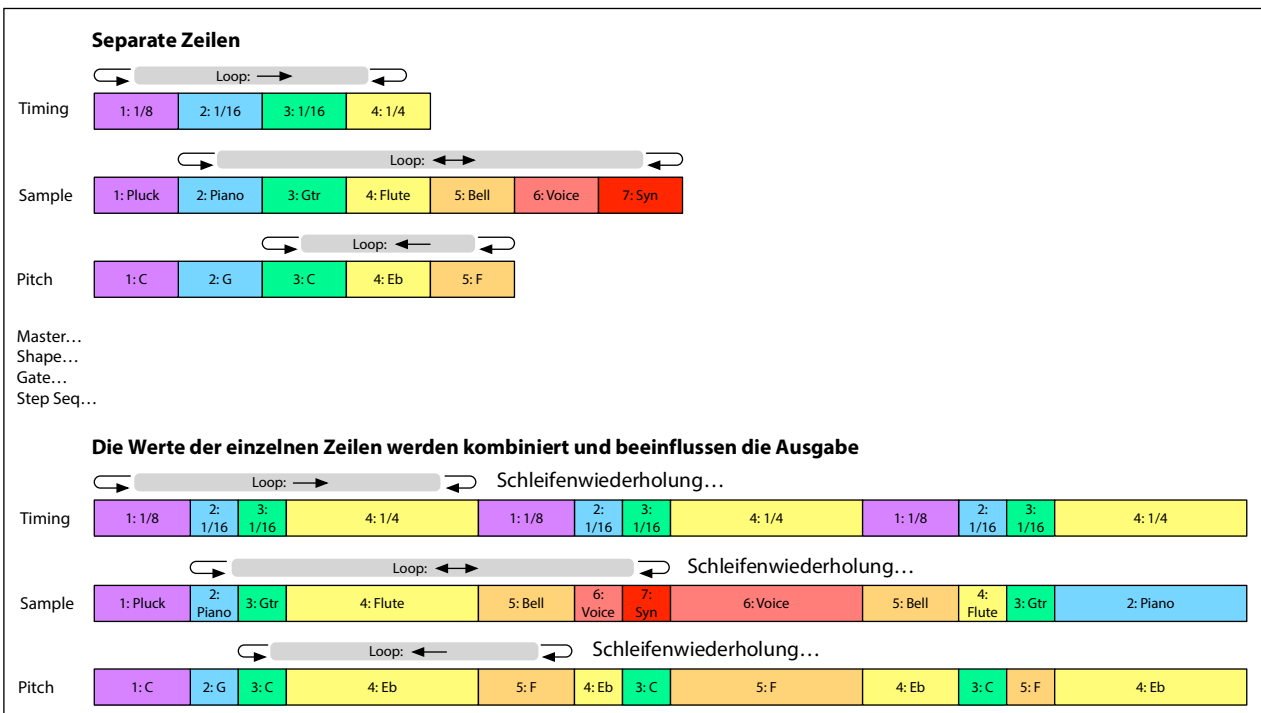 Separate Zeilen
Loop:
Timing 1: 1/8 2: 1/16 3: 1/16 4: 1/4
Loop:
Sample 1: Pluck 2: Piano 3: Gtr 4: Flute 5: Bell 6: Voice 7: Syn
Loop:
Pitch 1: C 2: G 3: C 4: Eb 5: F
Master…
Shape…
Gate…
Step Seq…
Die Werte der einzelnen Zeilen werden kombiniert und beeinflussen die Ausgabe
Loop: Schleifenwiederholung…
Timing 1: 1/8 2: 1/16 3: 1/16 4: 1/4 1: 1/8 2: 1/16 3: 1/16 4: 1/4 1: 1/8 2: 1/16 3: 1/16 4: 1/4
Loop: Schleifenwiederholung…
Sample 1: Pluck 2: Piano 3: Gtr 4: Flute 5: Bell 6: Voice 7: Syn 6: Voice 5: Bell 4: Flute 3: Gtr 2: Piano
Loop: Schleifenwiederholung…
Pitch 1: C 2: G 3: C 4: Eb 5: F 4: Eb 3: C 5: F 4: Eb 3: C 5: F 4: Eb